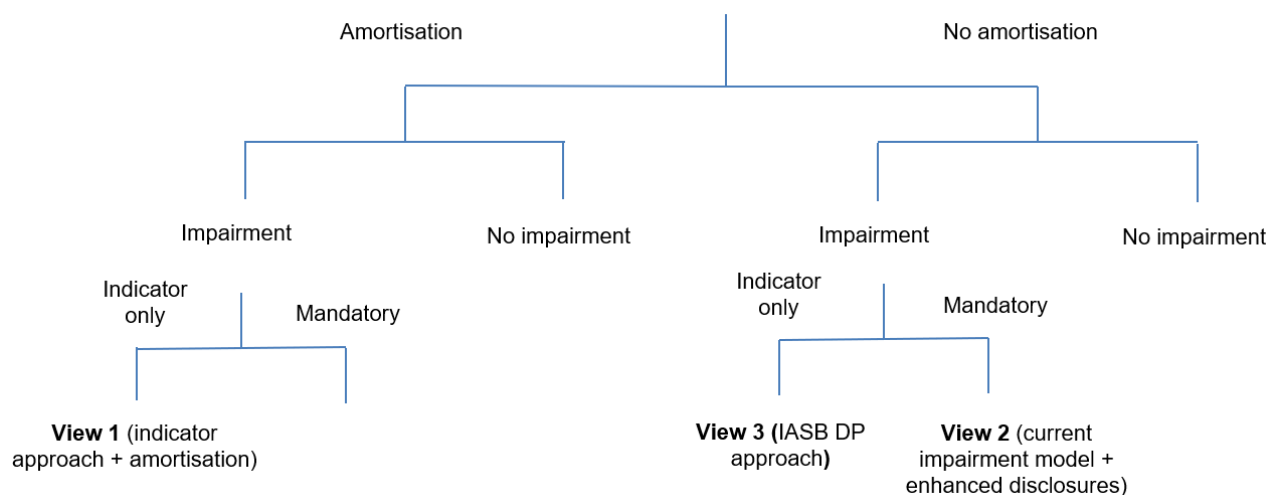 Amortisation
No amortisation
Impairment
No impairment
Impairment
No impairment
Indicator
only
Mandatory
Indicator
only
Mandatory
View 1 (indicator
approach + amortisation)
View 3 (IASB DP
approach)
View 2 (current
impairment model +
enhanced disclosures)